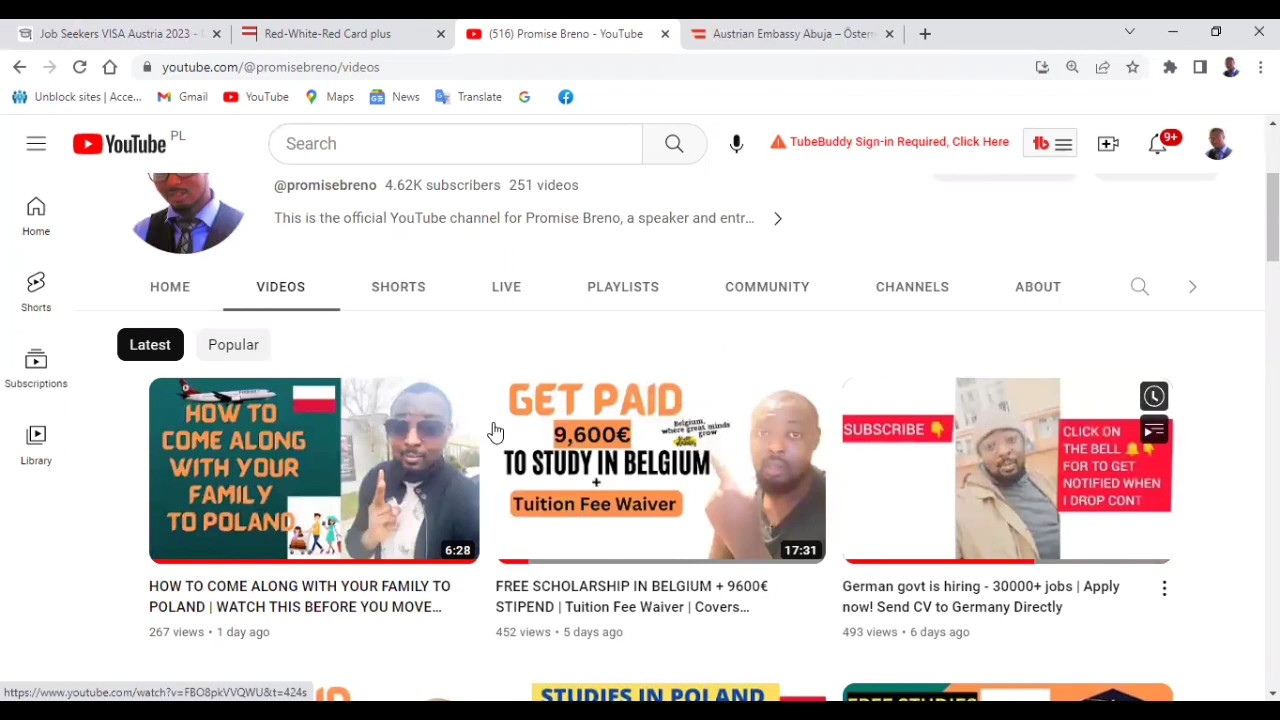 Job Seekers VISA Austria 2023 -
Red-White-Red Card plus
(516) Promise Breno - YouTube
Austrian Embassy Abuja – Österr
youtube.com/@promisebreno/videos
Unblock sites | Acce...
Gmail
YouTube
Maps
News
Translate
YouTube PL
Search
TubeBuddy Sign-in Required, Click Here
tb
9+
@promisebreno 4.62K subscribers 251 videos
This is the official YouTube channel for Promise Breno, a speaker and entr...
Home
Shorts
Subscriptions
Library
HOME
VIDEOS
SHORTS
LIVE
PLAYLISTS
COMMUNITY
CHANNELS
ABOUT
Latest
Popular
HOW TO
COME ALONG
WITH YOUR
FAMILY
TO POLAND
6:28
GET PAID
9,600€
Belgium,
where great minds
grow
TO STUDY IN BELGIUM
+
Tuition Fee Waiver
17:31
SUBSCRIBE
CLICK ON
THE BELL
FOR TO GET
NOTIFIED WHEN
I DROP CONT
HOW TO COME ALONG WITH YOUR FAMILY TO
POLAND | WATCH THIS BEFORE YOU MOVE...
267 views • 1 day ago
FREE SCHOLARSHIP IN BELGIUM + 9600€
STIPEND | Tuition Fee Waiver | Covers...
452 views • 5 days ago
German govt is hiring - 30000+ jobs | Apply
now! Send CV to Germany Directly
493 views • 6 days ago
https://www.youtube.com/watch?v=FBO8pkVVQWU&t=424s
STUDIES IN POLAND
FREE STUDIES